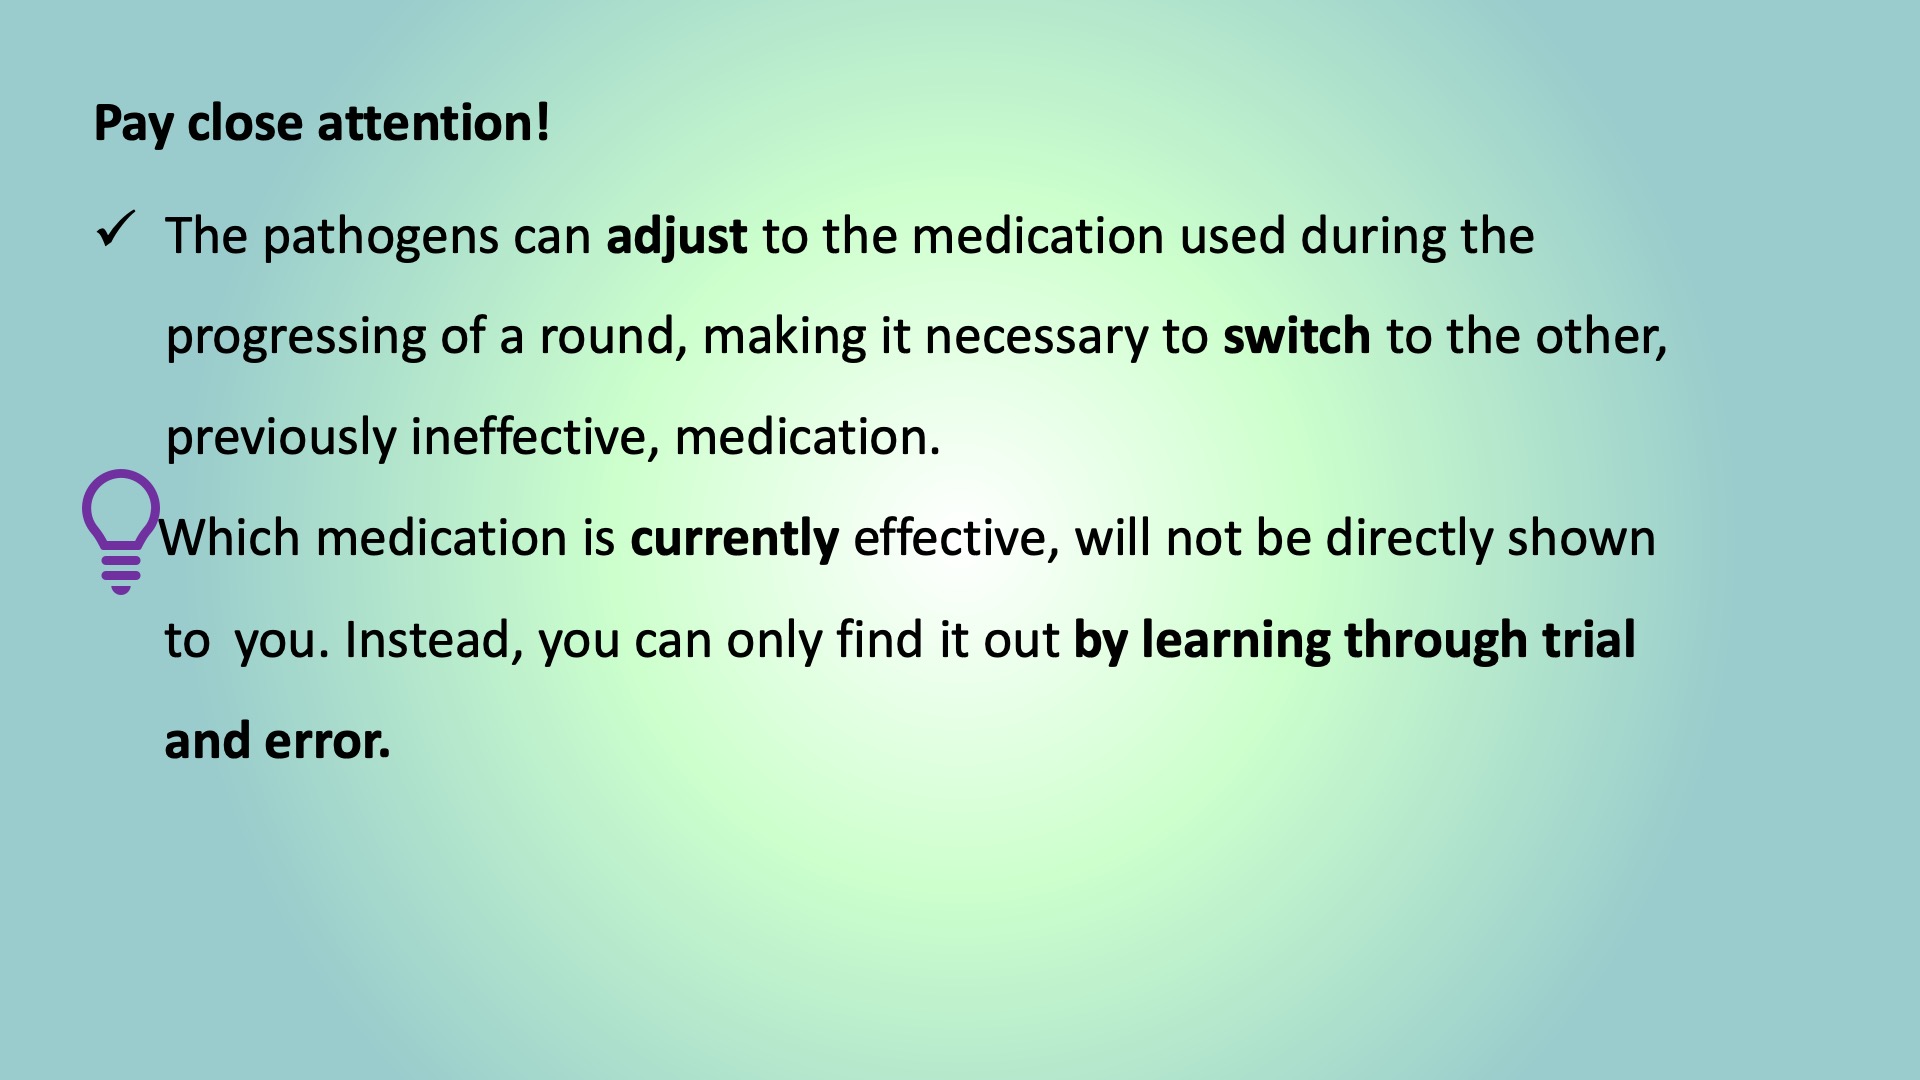 Pay close attention!
✓ The pathogens can adjust to the medication used during the
progressing of a round, making it necessary to switch to the other,
previously ineffective, medication.
Which medication is currently effective, will not be directly shown
to you. Instead, you can only find it out by learning through trial
and error.